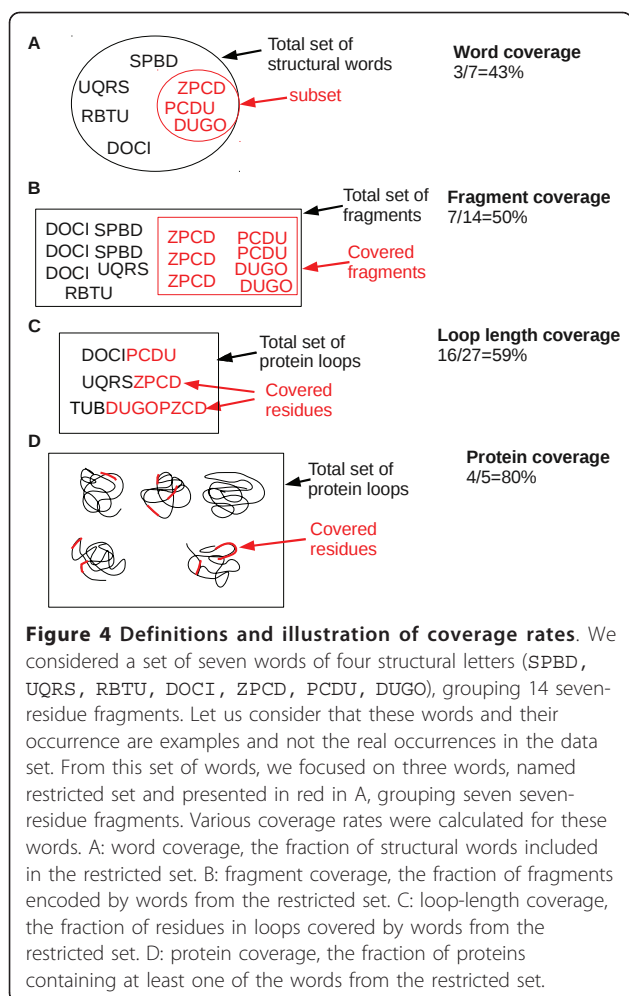 A
SPBD
UQRS
RBTU
DOCI
ZPCD
PCDU
DUGO
Total set of
structural words
subset
Word coverage
3/7=43%
B
DOCI SPBD
DOCI SPBD
DOCI UQRS
RBTU
ZPCD
ZPCD
ZPCD
PCDU
PCDU
DUGO
DUGO
Total set of
fragments
Covered
fragments
Fragment coverage
7/14=50%
C
DOCIPCDU
UQRSZPCD
TUBDUGOPZCD
Total set of
protein loops
Covered
residues
Loop length coverage
16/27=59%
D
Total set of
protein loops
Covered
residues
Protein coverage
4/5=80%
Figure 4 Definitions and illustration of coverage rates. We
considered a set of seven words of four structural letters (SPBD,
UQRS, RBTU, DOCI, ZPCD, PCDU, DUGO), grouping 14 seven-
residue fragments. Let us consider that these words and their
occurrence are examples and not the real occurrences in the data
set. From this set of words, we focused on three words, named
restricted set and presented in red in A, grouping seven seven-
residue fragments. Various coverage rates were calculated for these
words. A: word coverage, the fraction of structural words included
in the restricted set. B: fragment coverage, the fraction of fragments
encoded by words from the restricted set. C: loop-length coverage,
the fraction of residues in loops covered by words from the
restricted set. D: protein coverage, the fraction of proteins
containing at least one of the words from the restricted set.